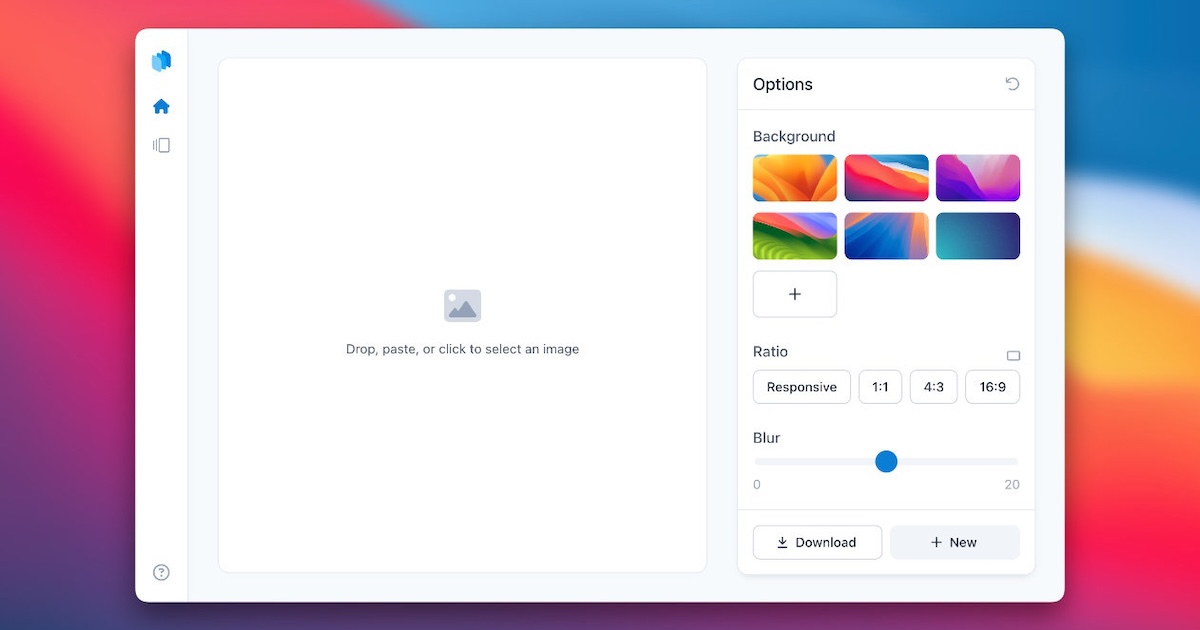 Options
Background
Drop, paste, or click to select an image
Ratio
Responsive 1:1 4:3 16:9
Blur
0 20
Download + New